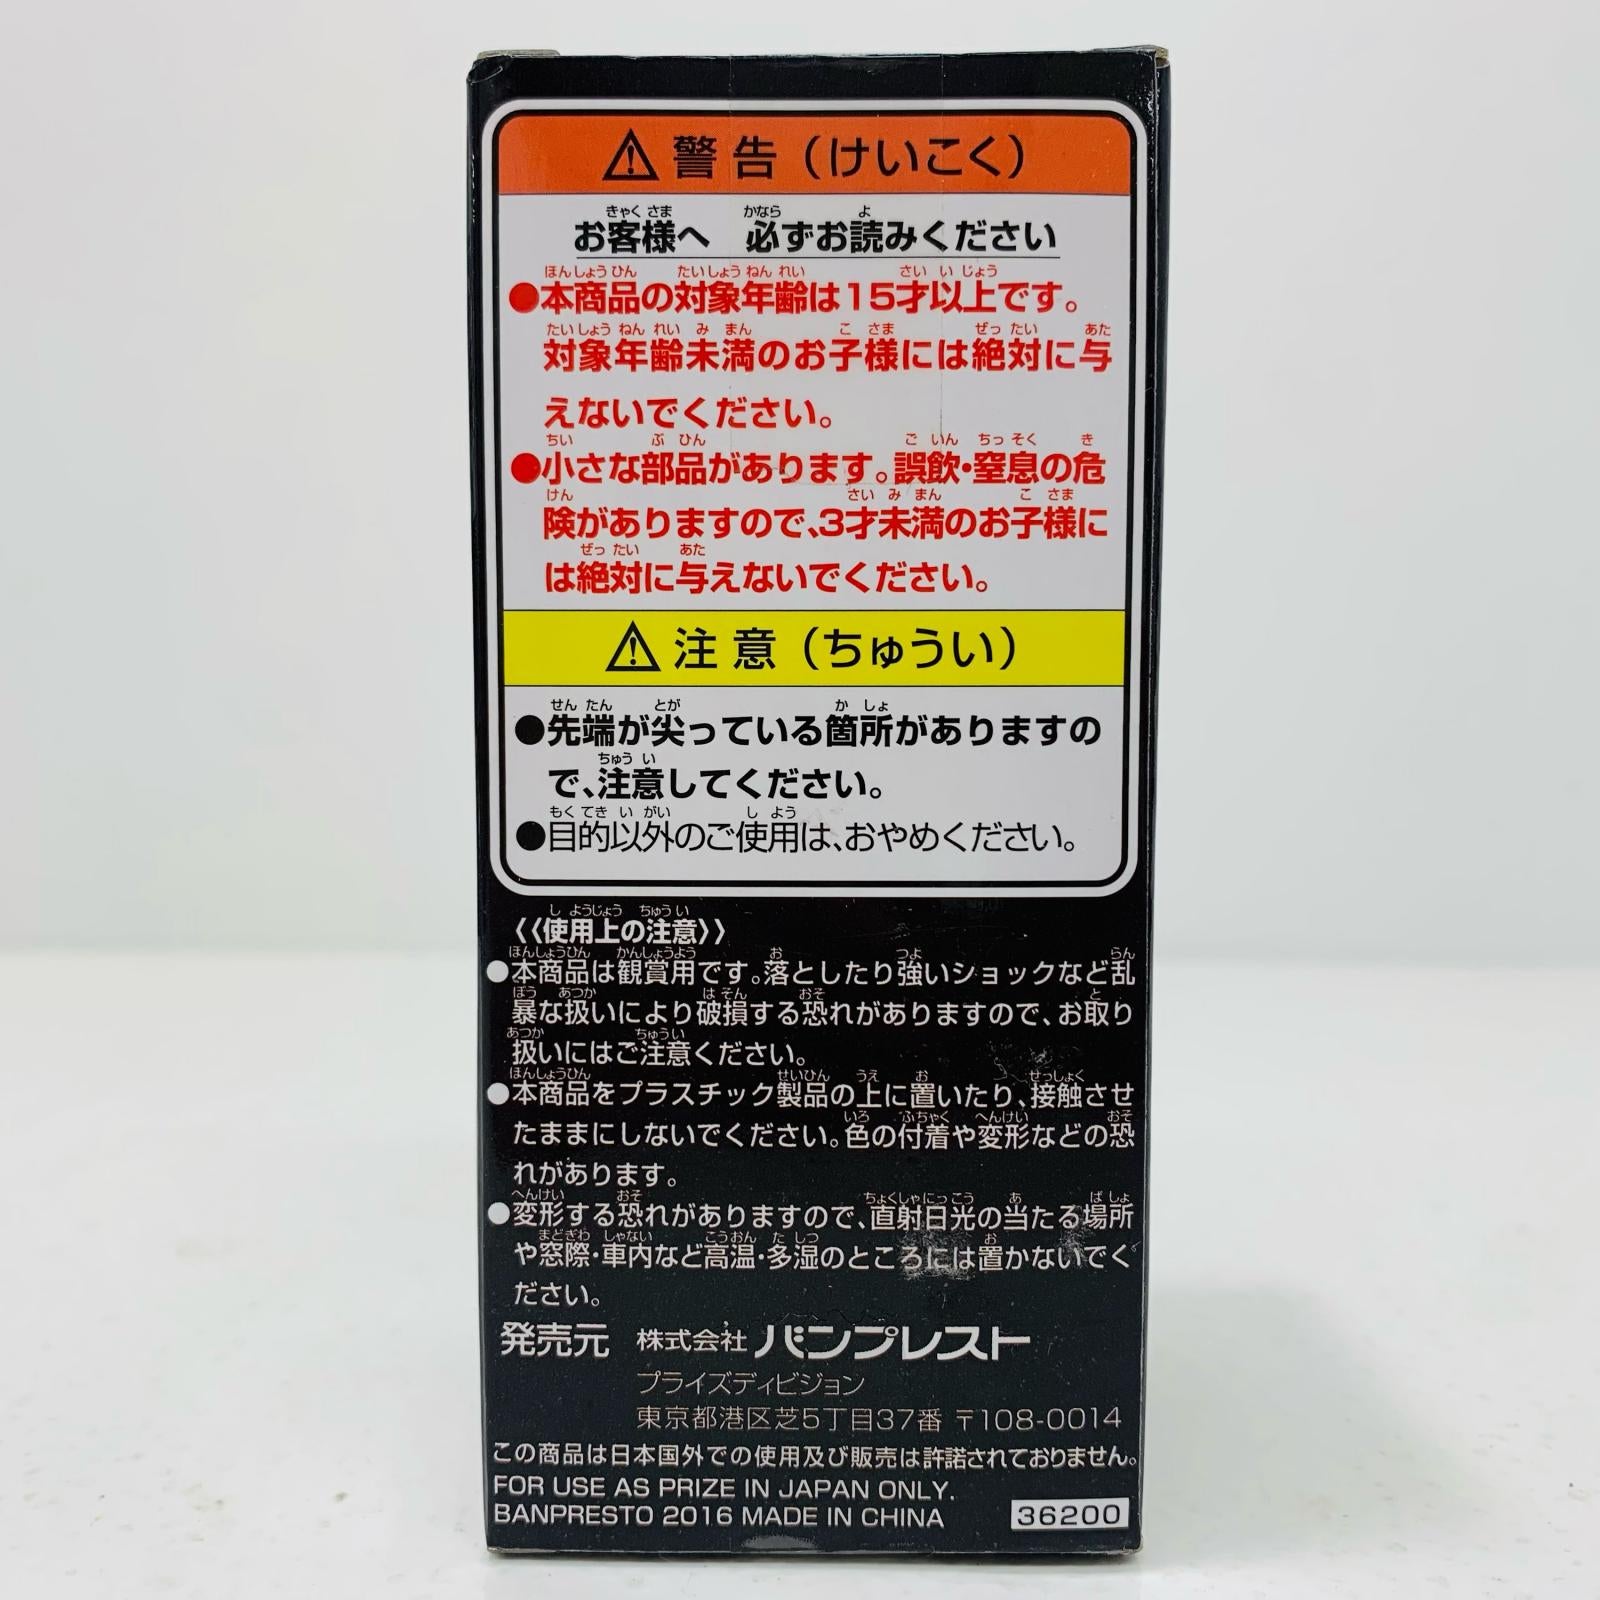 ⚠警告（けいこく）
お客様へ 必ずお読みください
●本商品の対象年齢は15才以上です。
対象年齢未満のお子様には絶対に与
えないでください。
●小さな部品があります。誤飲・窒息の危
険がありますので、3才未満のお子様に
は絶対に与えないでください。
⚠注意（ちゅうい）
●先端が尖っている箇所がありますの
で、注意してください。
●目的以外のご使用は、おやめください。
《使用上の注意》
●本商品は観賞用です。落としたり強いショックなど乱
暴な扱いにより破損する恐れがありますので、お取り
扱いにはご注意ください。
●本商品をプラスチック製品の上に置いたり、接触させ
たままにしないでください。色の付着や変形などの恐
れがあります。
●変形する恐れがありますので、直射日光の当たる場所
や窓際・車内など高温・多湿のところには置かないでく
ださい。
発売元 株式会社 バンプレスト
プライズディビジョン
東京都港区芝5丁目37番 〒108-0014
この商品は日本国外での使用及び販売は許諾されておりません。
FOR USE AS PRIZE IN JAPAN ONLY.
BANPRESTO 2016 MADE IN CHINA 36200